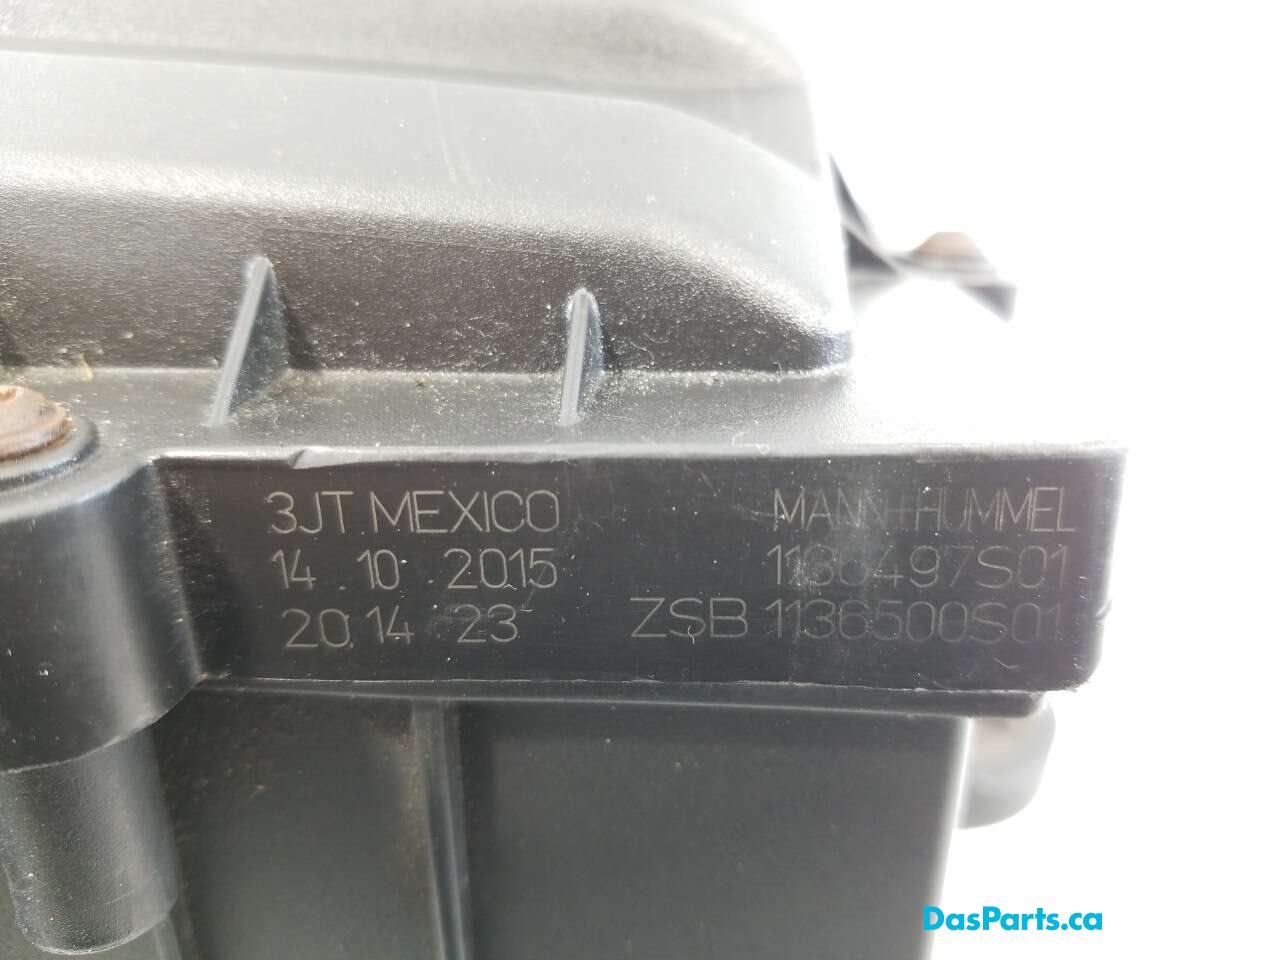 3JT MEXICO
14 10 2015
20 14 23
MANN+HUMMEL
1136497S01
ZSB 1136500S01
DasParts.ca